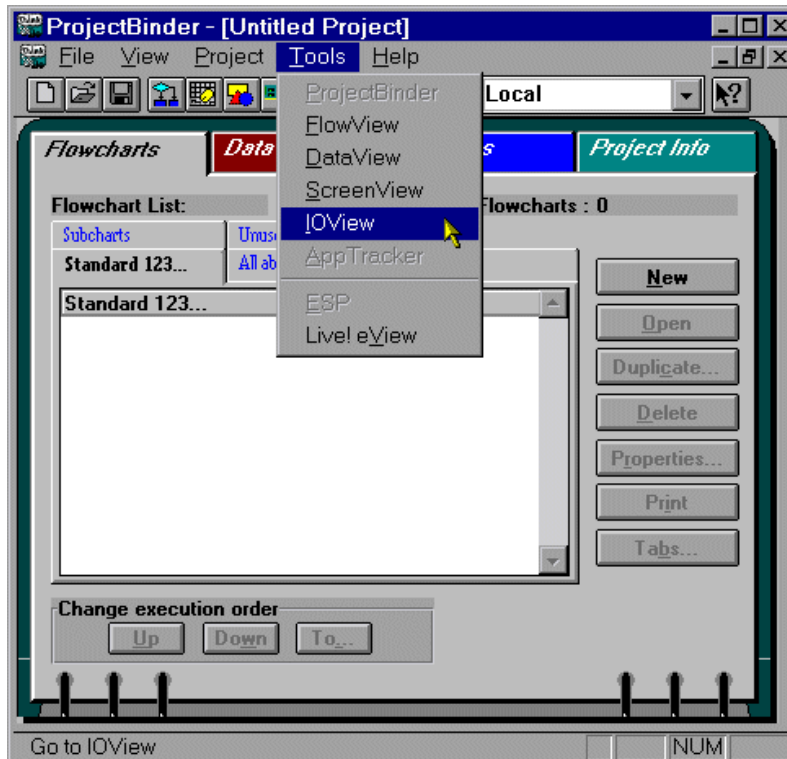 ProjectBinder - [Untitled Project]
File View Project Tools Help
Local
ProjectBinder
FlowView
DataView
ScreenView
IOView
AppTracker
ESP
Live! eView
Flowcharts Data s Project Info
Flowchart List: Flowcharts : 0
Subcharts Unus
Standard 123... All ab
Standard 123...
New
Open
Duplicate...
Delete
Properties...
Print
Tabs...
Change execution order
Up Down To...
Go to IOView NUM